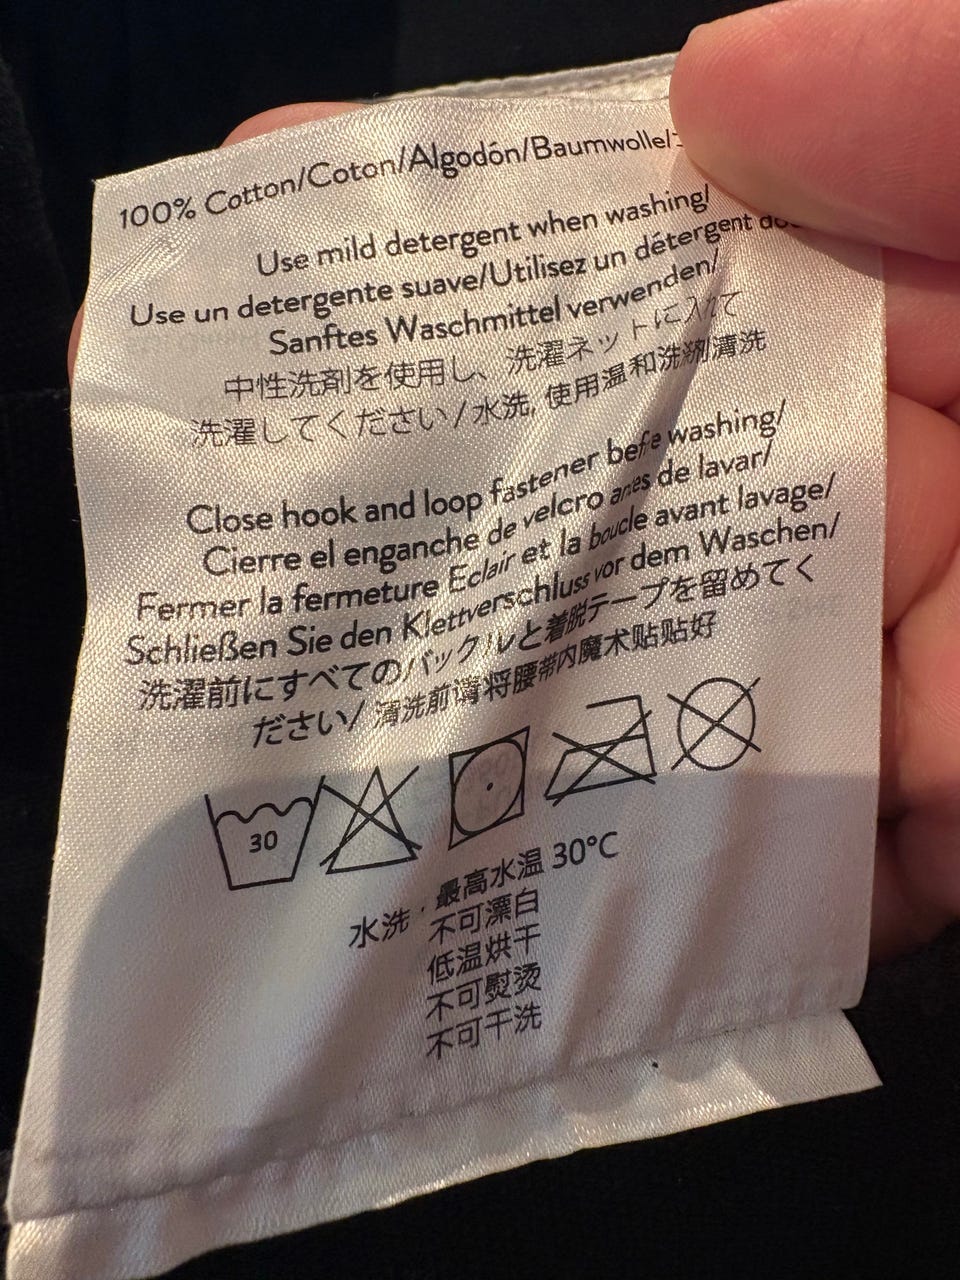 100% Cotton/Coton/Algodón/Baumwolle/
Use mild detergent when washing/
Use un detergente suave/Utilisez un détergent
Sanftes Waschmittel verwenden/
中性洗剤を使用し、洗濯ネットに入れて
洗濯してください/水洗, 使用温和洗涤剂清洗
Close hook and loop fastener before washing/
Cierre el enganche de velcro antes de lavar/
Fermer la fermeture Eclair et la boucle avant lavage/
Schließen Sie den Klettverschluss vor dem Waschen/
洗濯前にすべてのバックルと着脱テープを留めてく
ださい/ 清洗前请将腰带内魔术贴贴好
30
水洗，最高水温 30°C
不可漂白
低温烘干
不可熨烫
不可干洗